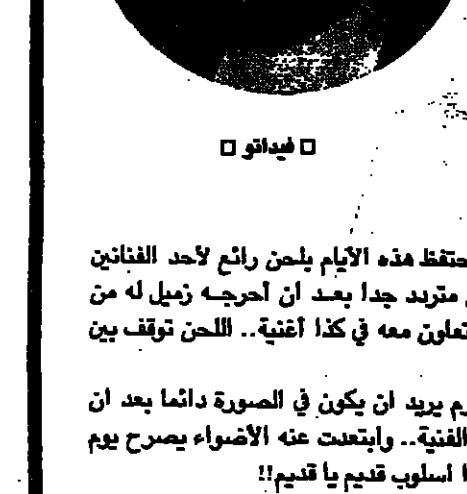 □ فيداتو □
حتفظ هذه الأيام بلحن رائع لأحد الفنانين
متردد جدا بعد أن أحرجه زميل له من
تعاون معه في كذا أغنية.. اللحن توقف بين
يريد ان يكون في الصورة دائما بعد ان
الفنية.. وابتعدت عنه الأضواء يصرح يوم
اسلوب قديم يا قديم!!